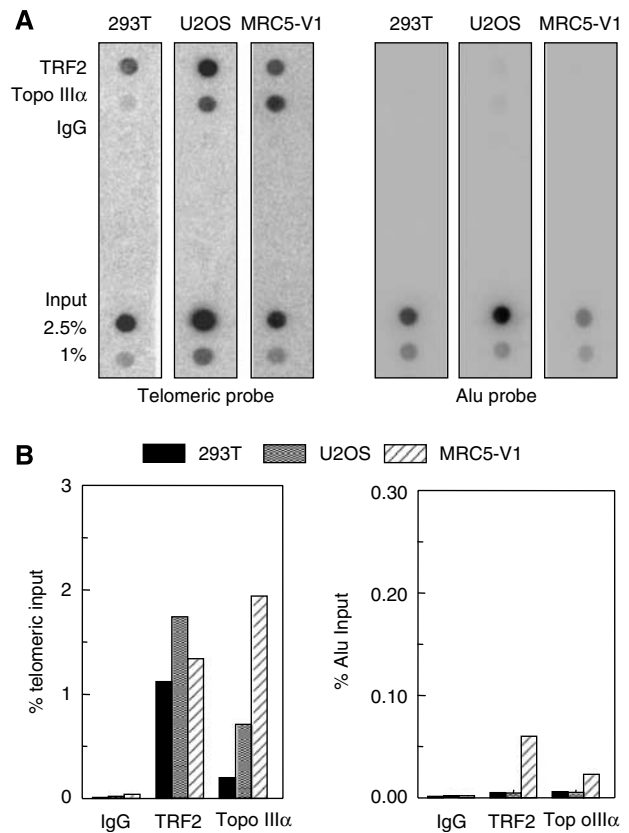 A
293T U2OS MRC5-V1 293T U2OS MRC5-V1
TRF2
Topo IIIα
IgG
Input
2.5%
1%
Telomeric probe Alu probe
B
293T U2OS MRC5-V1
3
2
1
0
% telomeric input
IgG TRF2 Topo IIIα
0.30
0.20
0.10
0.00
% Alu Input
IgG TRF2 Top oIIIα